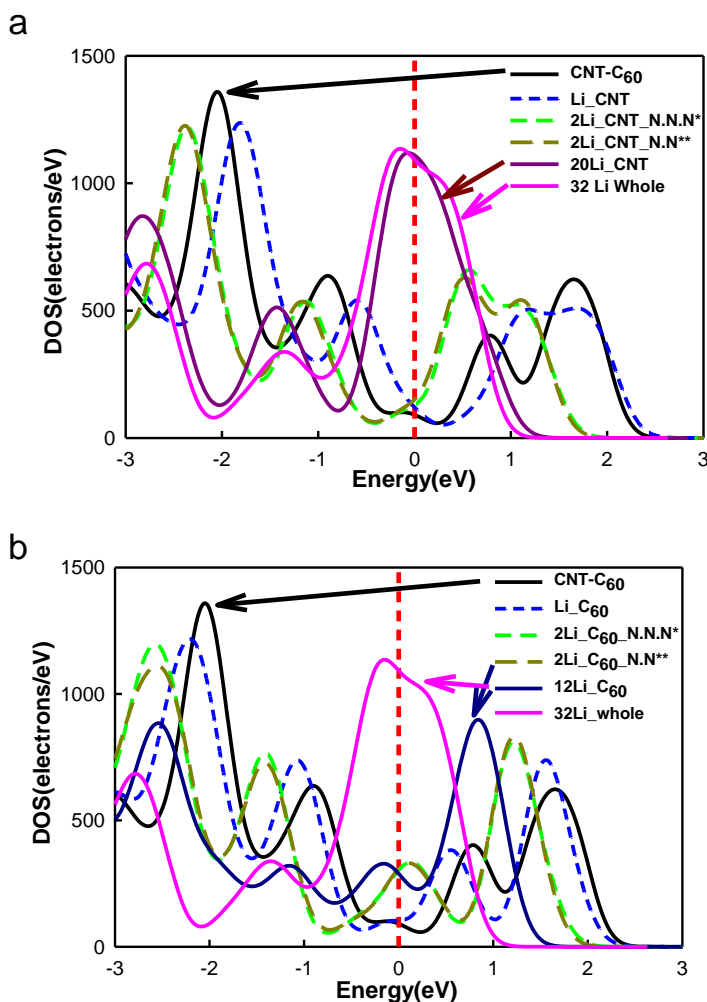 a
1500
1000
500
0
DOS(electrons/eV)
CNT-C60
Li_CNT
2Li_CNT_N.N.N*
2Li_CNT_N.N**
20Li_CNT
32 Li Whole
-3 -2 -1 0 1 2 3
Energy(eV)
b
1500
1000
500
0
DOS(electrons/eV)
CNT-C60
Li_C60
2Li_C60_N.N.N*
2Li_C60_N.N**
12Li_C60
32Li_whole
-3 -2 -1 0 1 2 3
Energy(eV)